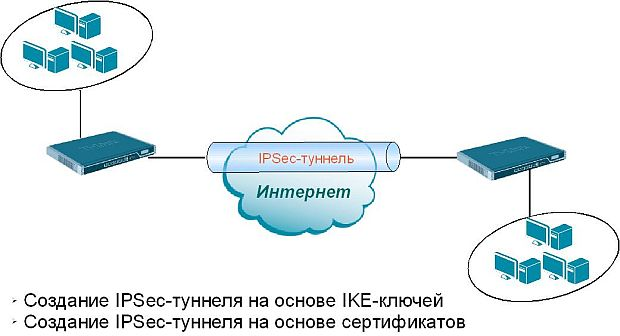 IPSec-туннель
Интернет
Создание IPSec-туннеля на основе IKE-ключей
Создание IPSec-туннеля на основе сертификатов